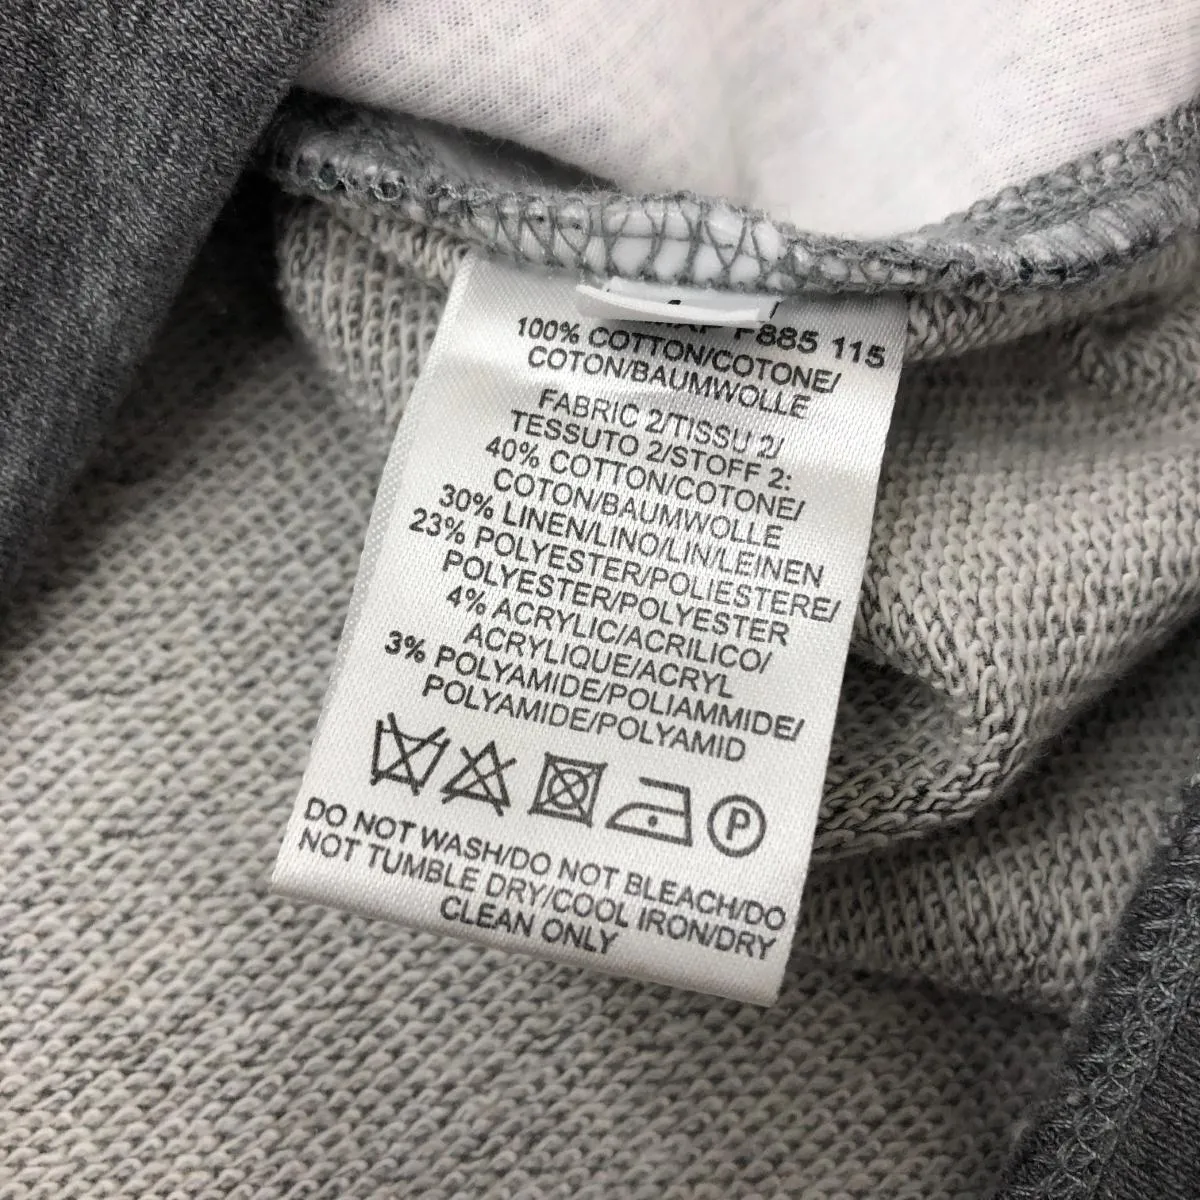 F885 115
100% COTTON/COTONE/
COTON/BAUMWOLLE
FABRIC 2/TISSU 2/
TESSUTO 2/STOFF 2:
40% COTTON/COTONE/
COTON/BAUMWOLLE
30% LINEN/LINO/LIN/LEINEN
23% POLYESTER/POLIESTERE/
POLYESTER/POLYESTER
4% ACRYLIC/ACRILICO/
ACRYLIQUE/ACRYL
3% POLYAMIDE/POLIAMMIDE/
POLYAMIDE/POLYAMID
P
DO NOT WASH/DO NOT BLEACH/DO
NOT TUMBLE DRY/COOL IRON/DRY
CLEAN ONLY